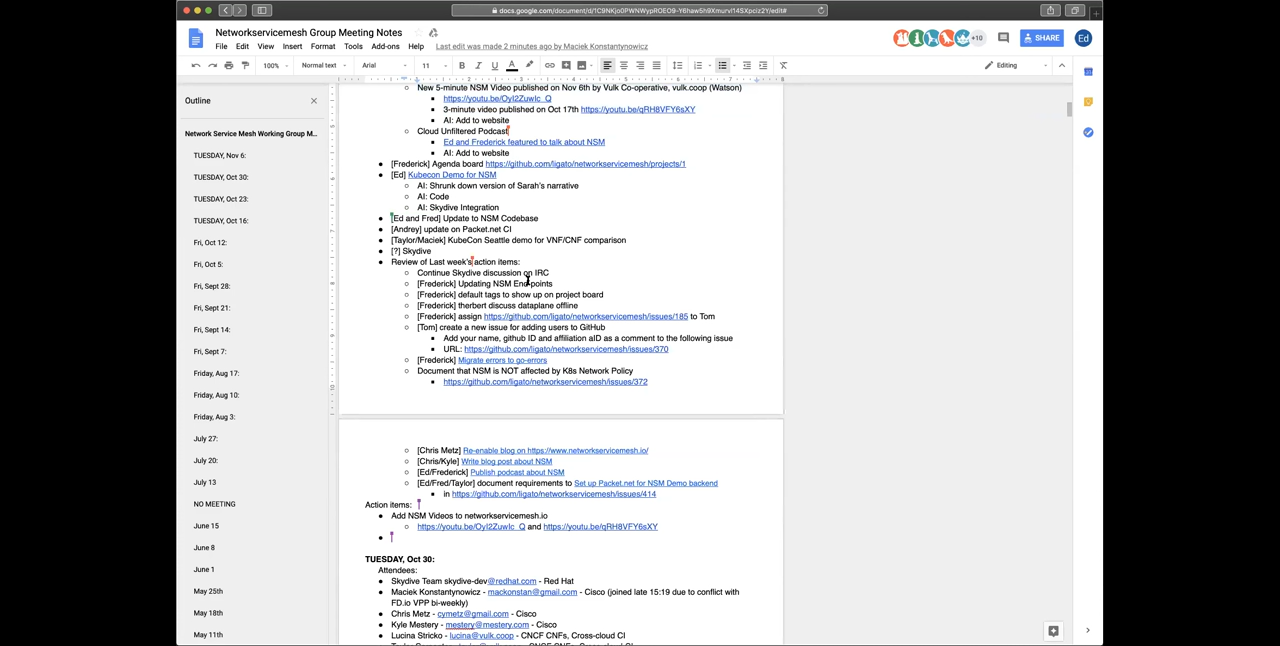 docs.google.com/document/d/1C9NKjo0PWNWypROEO9-Y6haw5h9Xmurvl14SXpciz2Y/edit#
Networkservicemesh Group Meeting Notes
+10
SHARE
Ed
File Edit View Insert Format Tools Add-ons Help Last edit was made 2 minutes ago by Maciek Konstantynowicz
100% Normal text Arial 11 B I U A Editing
Outline
Network Service Mesh Working Group M...
TUESDAY, Nov 6:
TUESDAY, Oct 30:
TUESDAY, Oct 23:
TUESDAY, Oct 16:
Fri, Oct 12:
Fri, Oct 5:
Fri, Sept 28:
Fri, Sept 21:
Fri, Sept 14:
Fri, Sept 7:
Friday, Aug 17:
Friday, Aug 10:
Friday, Aug 3:
July 27:
July 20:
July 13
NO MEETING
June 15
June 8
June 1
May 25th
May 18th
May 11th
New 5-minute NSM Video published on Nov 6th by Vulk Co-operative, vulk.coop (Watson)
https://youtu.be/OyI2ZuwIc_Q
3-minute video published on Oct 17th https://youtu.be/qRH8VFY6sXY
AI: Add to website
Cloud Unfiltered Podcast
Ed and Frederick featured to talk about NSM
AI: Add to website
[Frederick] Agenda board https://github.com/ligato/networkservicemesh/projects/1
[Ed] Kubecon Demo for NSM
AI: Shrunk down version of Sarah's narrative
AI: Code
AI: Skydive Integration
[Ed and Fred] Update to NSM Codebase
[Andrey] update on Packet.net CI
[Taylor/Maciek] KubeCon Seattle demo for VNF/CNF comparison
[?] Skydive
Review of Last week's action items:
Continue Skydive discussion on IRC
[Frederick] Updating NSM Endpoints
[Frederick] default tags to show up on project board
[Frederick] therbert discuss dataplane offline
[Frederick] assign https://github.com/ligato/networkservicemesh/issues/185 to Tom
[Tom] create a new issue for adding users to GitHub
Add your name, github ID and affiliation aID as a comment to the following issue
URL: https://github.com/ligato/networkservicemesh/issues/370
[Frederick] Migrate errors to go-errors
Document that NSM is NOT affected by K8s Network Policy
https://github.com/ligato/networkservicemesh/issues/372
[Chris Metz] Re-enable blog on https://www.networkservicemesh.io/
[Chris/Kyle] Write blog post about NSM
[Ed/Frederick] Publish podcast about NSM
[Ed/Fred/Taylor] document requirements to Set up Packet.net for NSM Demo backend
in https://github.com/ligato/networkservicemesh/issues/414
Action items:
Add NSM Videos to networkservicemesh.io
https://youtu.be/OyI2ZuwIc_Q and https://youtu.be/qRH8VFY6sXY
TUESDAY, Oct 30:
Attendees:
Skydive Team skydive-dev@redhat.com - Red Hat
Maciek Konstantynowicz - mackonstan@gmail.com - Cisco (joined late 15:19 due to conflict with
FD.io VPP bi-weekly)
Chris Metz - cymetz@gmail.com - Cisco
Kyle Mestery - mestery@mestery.com - Cisco
Lucina Stricko - lucina@vulk.coop - CNCF CNFs, Cross-cloud CI